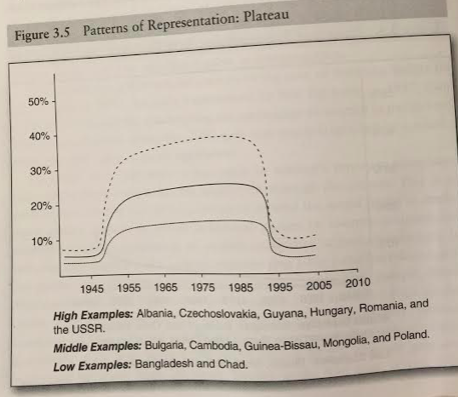 Figure 3.5 Patterns of Representation: Plateau
50%
40%
30%
20%
10%
1945 1955 1965 1975 1985 1995 2005 2010
High Examples: Albania, Czechoslovakia, Guyana, Hungary, Romania, and
the USSR.
Middle Examples: Bulgaria, Cambodia, Guinea-Bissau, Mongolia, and Poland.
Low Examples: Bangladesh and Chad.